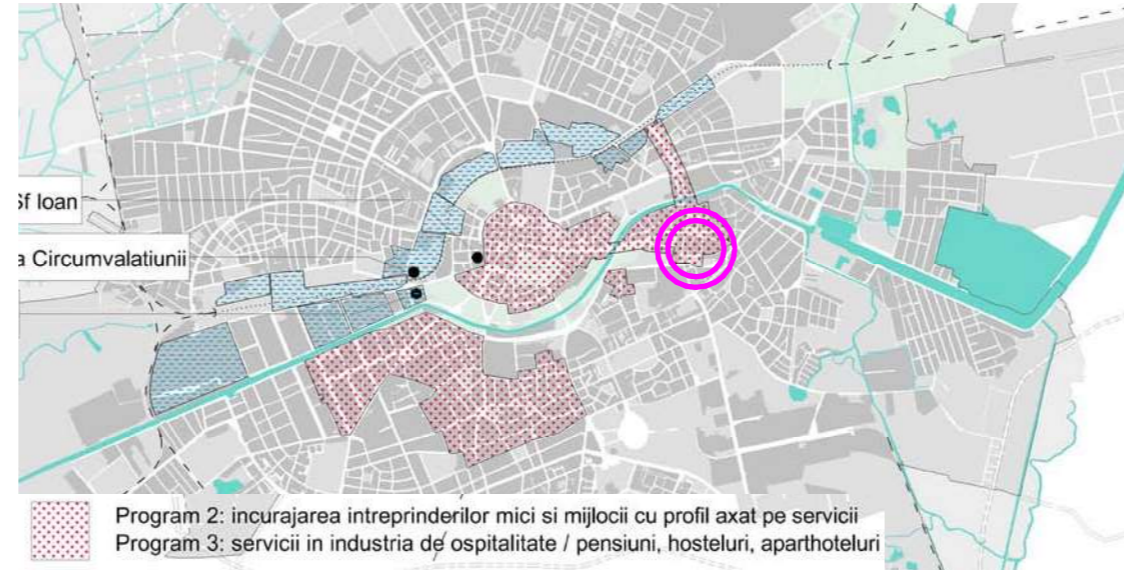 Sf Ioan
a Circumvalatiunii
Program 2: incurajarea intreprinderilor mici si mijlocii cu profil axat pe servicii
Program 3: servicii in industria de ospitalitate / pensiuni, hosteluri, aparthoteluri